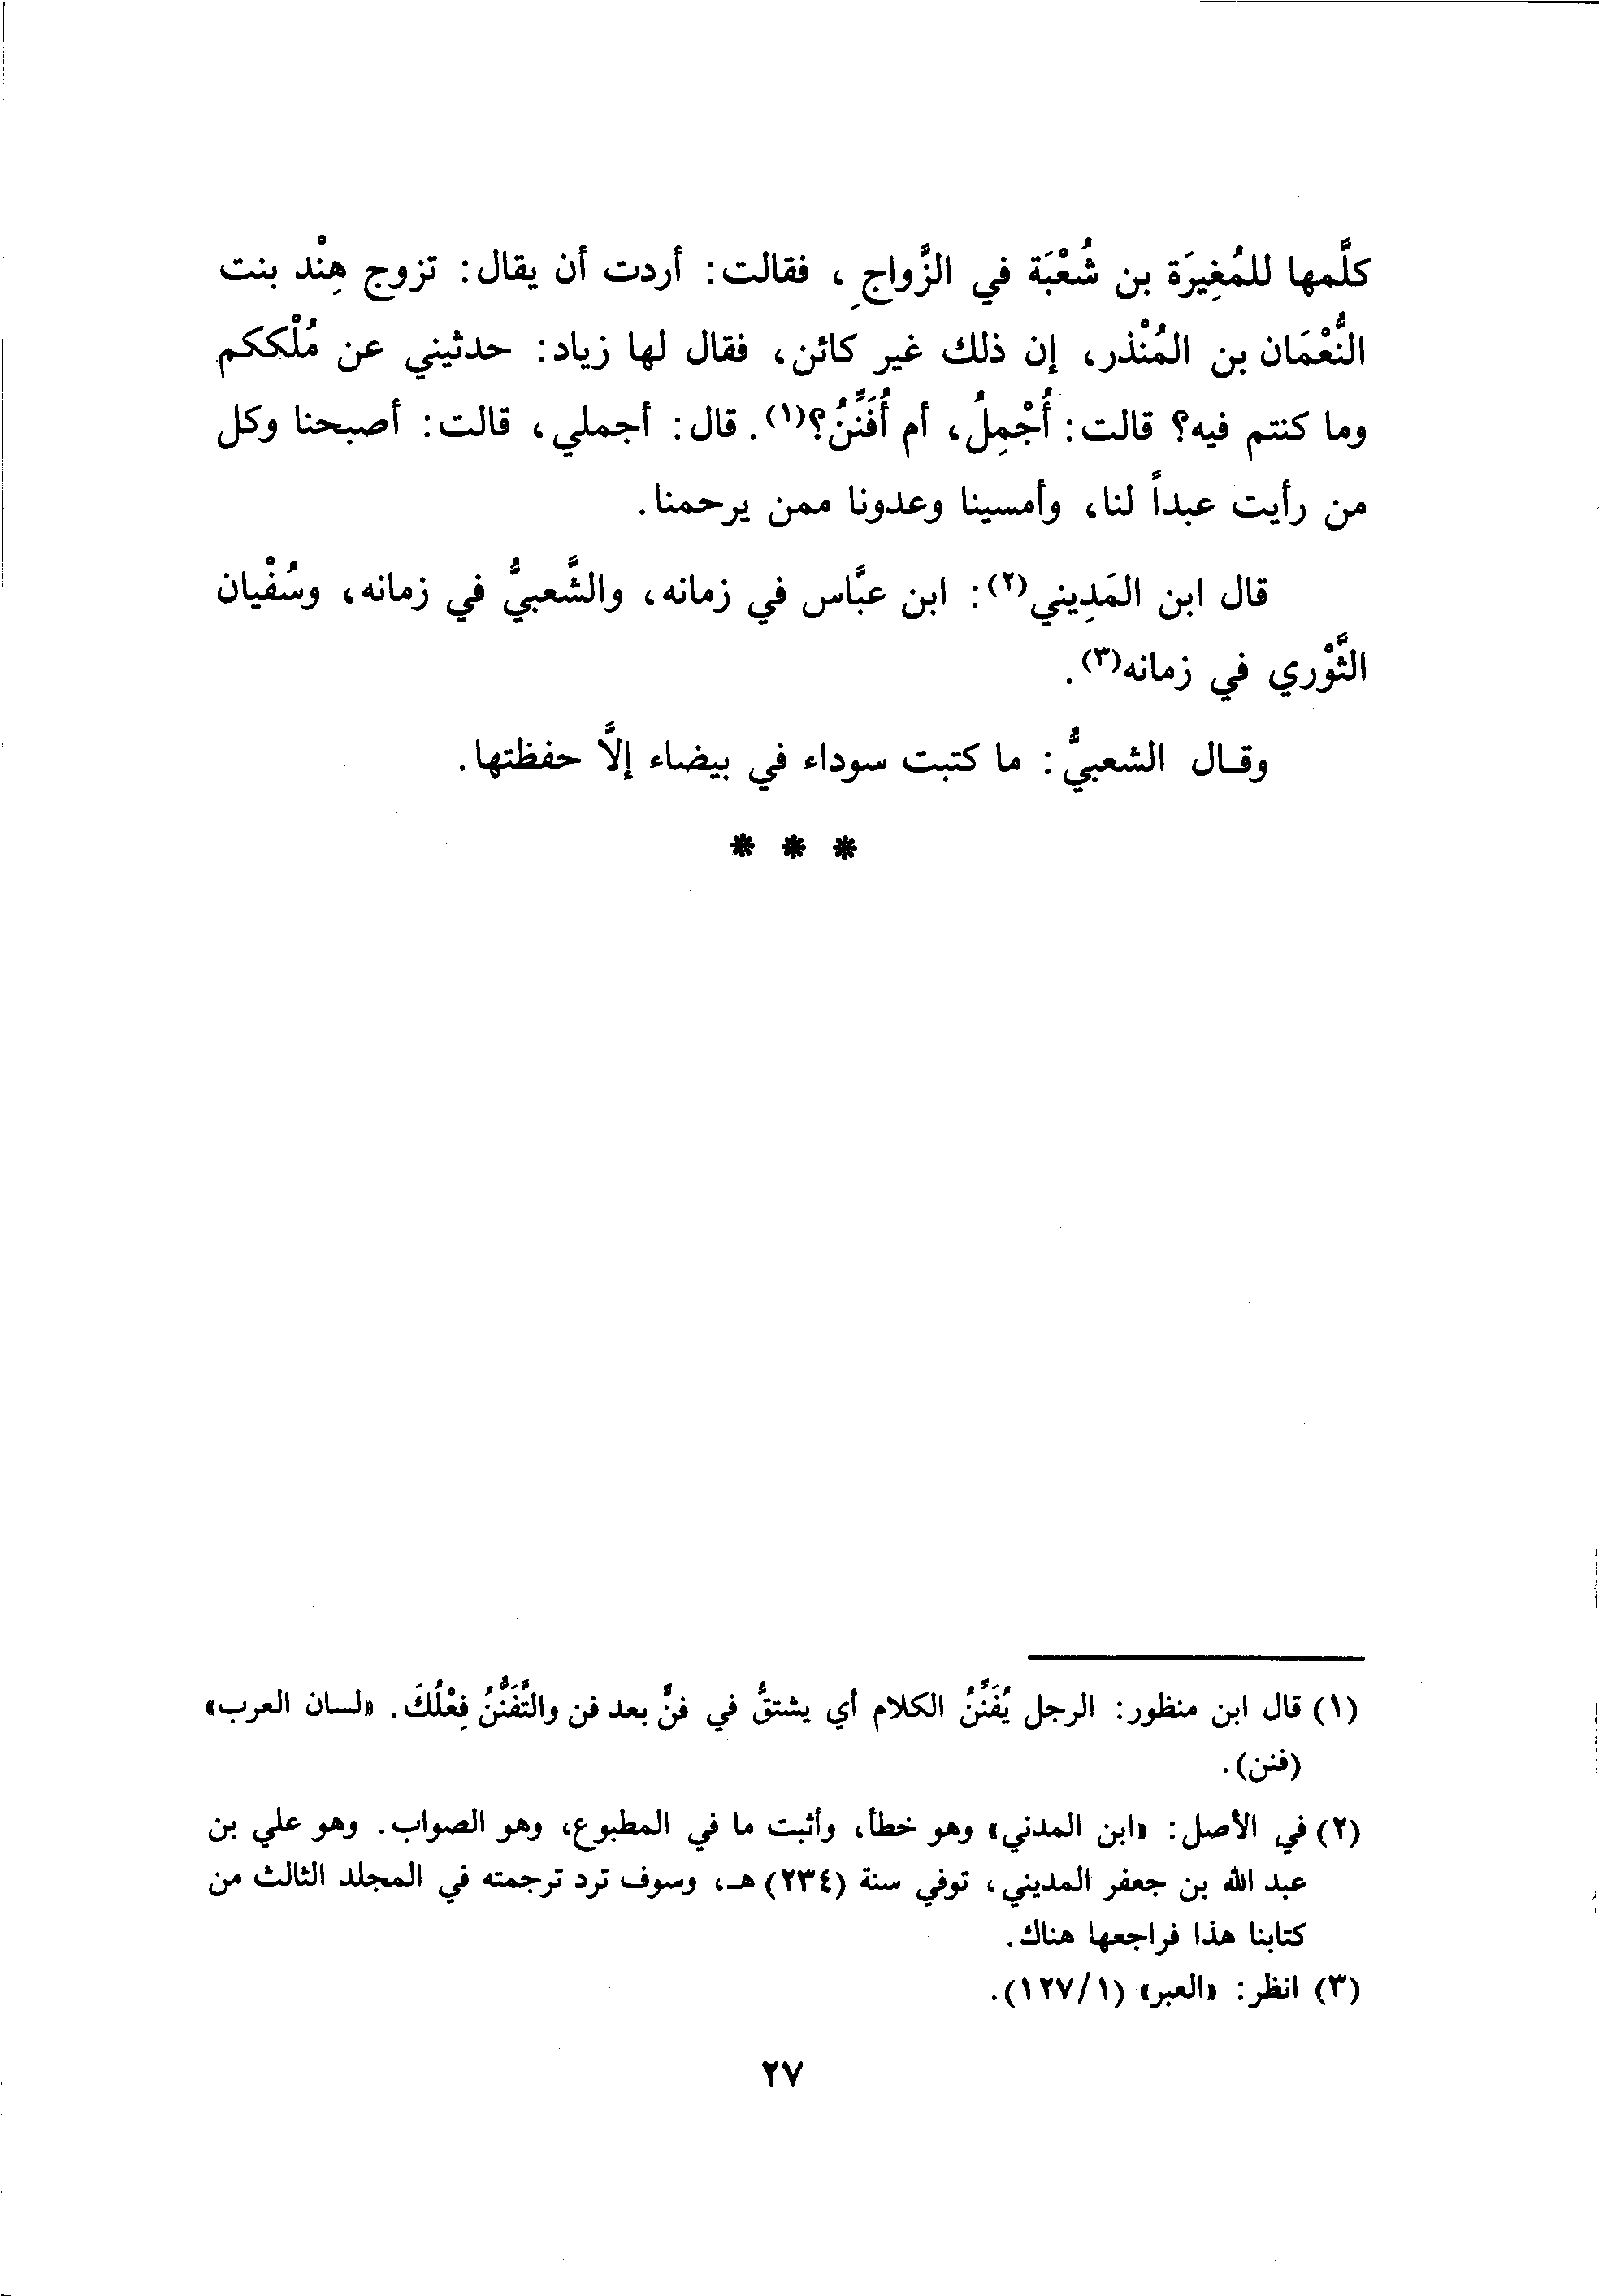 كلَّمها للمُغِيرَة بن شُعْبَة في الزَّواجِ، فقالت: أردت أن يقال: تزوج هِنْد بنت
النُّعْمَان بن المُنْذر، إن ذلك غير كائن، فقال لها زياد: حدثيني عن مُلْككم
وما كنتم فيه؟ قالت: أُجْمِلُ، أم أُفَنِّنُ؟(١). قال: أجملي، قالت: أصبحنا وكل
من رأيت عبداً لنا، وأمسينا وعدونا ممن يرحمنا.
قال ابن المَدِيني(٢): ابن عبَّاس في زمانه، والشَّعبيُّ في زمانه، وسُفْيان
الثَّوْري في زمانه(٣).
وقـال الشعبيُّ: ما كتبت سوداء في بيضاء إلاَّ حفظتها.
* * *
(١) قال ابن منظور: الرجل يُفَنِّنُ الكلام أي يشتقُّ في فنٍّ بعد فن والتَّفَنُّنُ فِعْلُكَ. «لسان العرب»
(فنن).
(٢) في الأصل: «ابن المدني» وهو خطأ، وأثبت ما في المطبوع، وهو الصواب. وهو علي بن
عبد الله بن جعفر المديني، توفي سنة (٢٣٤) هـ، وسوف ترد ترجمته في المجلد الثالث من
كتابنا هذا فراجعها هناك.
(٣) انظر: «العبر» (١/١٢٧).
٢٧